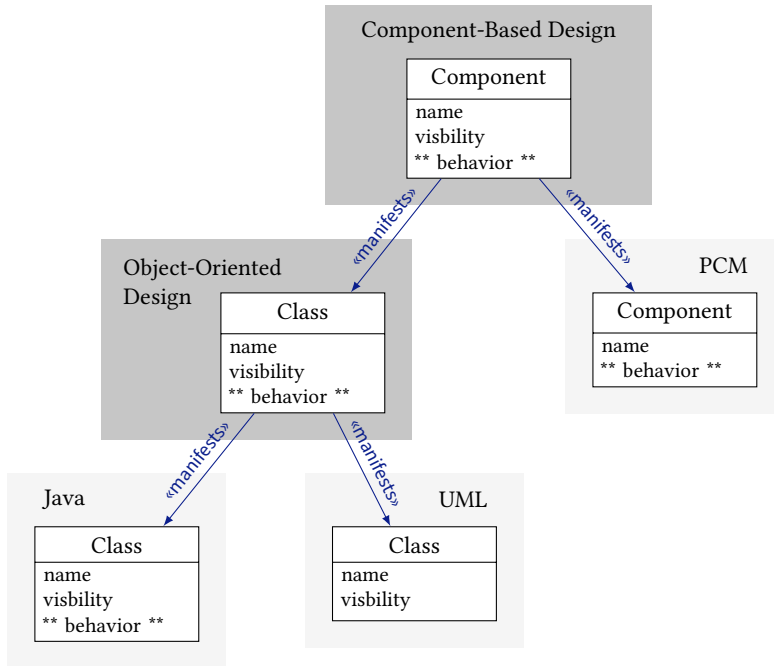 Component-Based Design
Component
name
visbility
** behavior **
«manifests»
«manifests»
Object-Oriented
Design
Class
name
visibility
** behavior **
PCM
Component
name
** behavior **
«manifests»
«manifests»
Java
Class
name
visbility
** behavior **
UML
Class
name
visbility